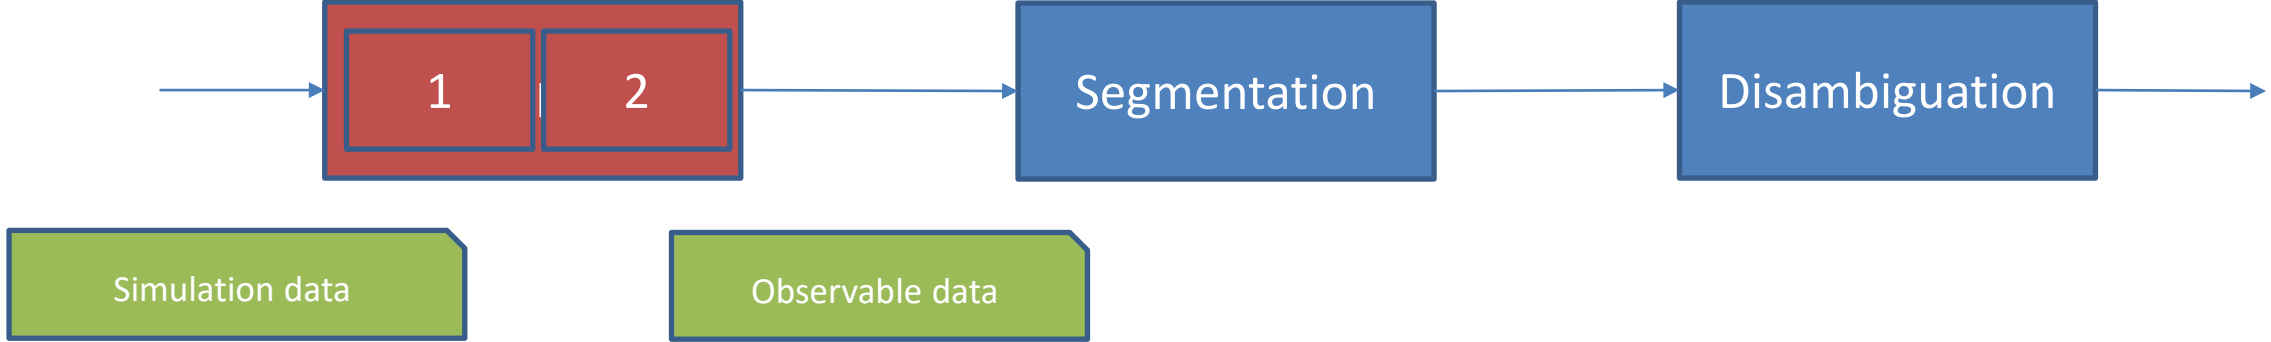 1
2
Segmentation
Disambiguation
Simulation data
Observable data